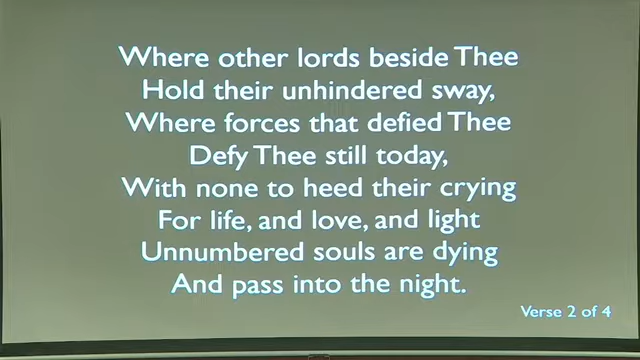 Where other lords beside Thee
Hold their unhindered sway,
Where forces that defied Thee
Defy Thee still today,
With none to heed their crying
For life, and love, and light
Unnumbered souls are dying
And pass into the night.
Verse 2 of 4